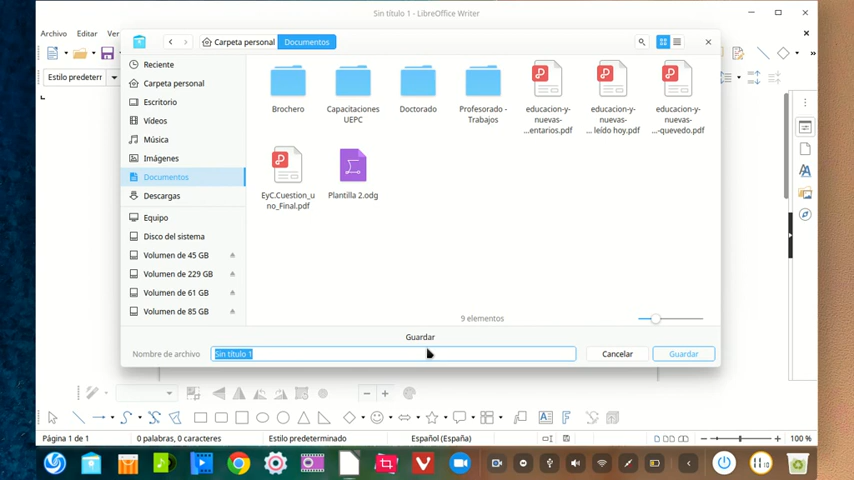 Sin título 1 - LibreOffice Writer
Archivo Editar Ver
Estilo predetern
Carpeta personal Documentos
Reciente
Carpeta personal
Escritorio
Vídeos
Música
Imágenes
Documentos
Descargas
Equipo
Disco del sistema
Volumen de 45 GB
Volumen de 229 GB
Volumen de 61 GB
Volumen de 85 GB
Brochero
Capacitaciones
UEPC
Doctorado
Profesorado -
Trabajos
educacion-y-
nuevas-
...entarios.pdf
educacion-y-
nuevas-
... leído hoy.pdf
educacion-y-
nuevas-
...-quevedo.pdf
EyC.Cuestion_u
no_Final.pdf
Plantilla 2.odg
9 elementos
Guardar
Nombre de archivo Sin título 1 Cancelar Guardar
Página 1 de 1 0 palabras, 0 caracteres Estilo predeterminado Español (España) 100 %